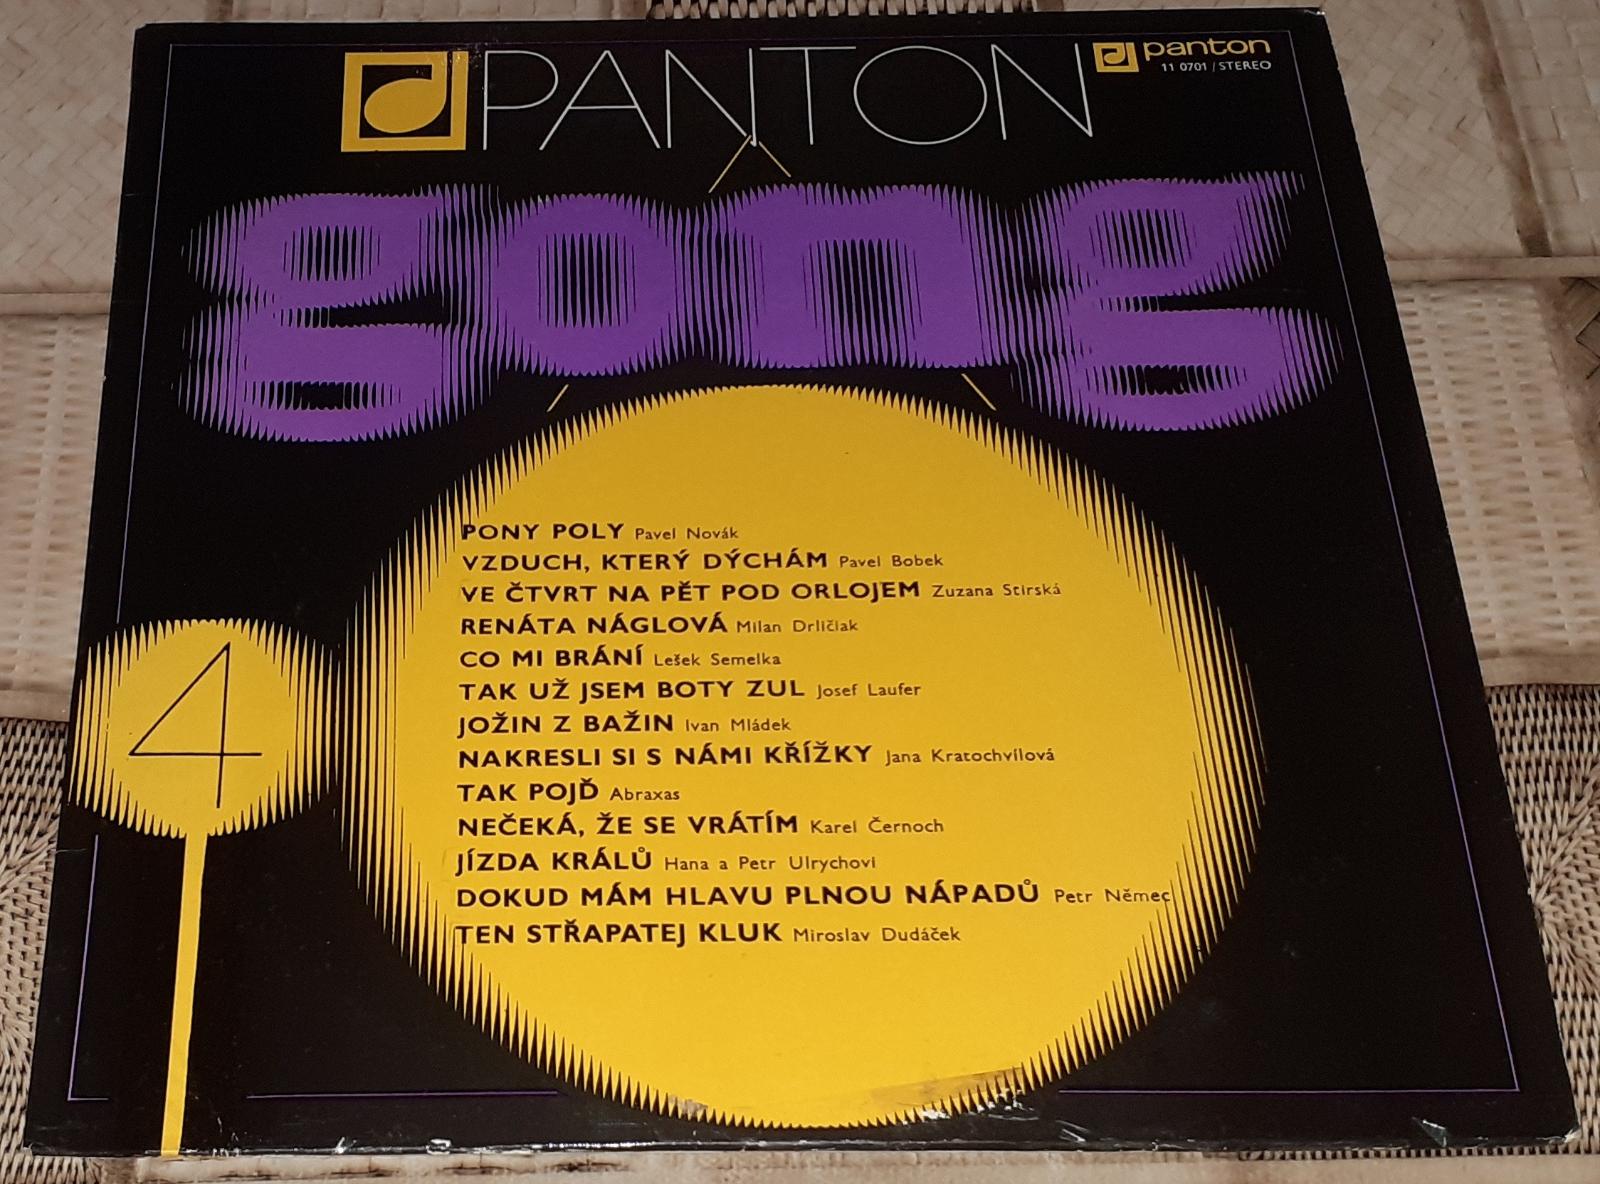 PANTON
panton
11 0701 / STEREO
gong
PONY POLY Pavel Novák
VZDUCH, KTERÝ DÝCHÁM Pavel Bobek
VE ČTVRT NA PĚT POD ORLOJEM Zuzana Stirská
RENÁTA NÁGLOVÁ Milan Drličiak
CO MI BRÁNÍ Lešek Semelka
TAK UŽ JSEM BOTY ZUL Josef Laufer
4
JOŽIN Z BAŽIN Ivan Mládek
NAKRESLI SI S NÁMI KŘÍŽKY Jana Kratochvílová
TAK POJĎ Abraxas
NEČEKÁ, ŽE SE VRÁTÍM Karel Černoch
JÍZDA KRÁLŮ Hana a Petr Ulrychovi
DOKUD MÁM HLAVU PLNOU NÁPADŮ Petr Němec
TEN STŘAPATEJ KLUK Miroslav Dudáček